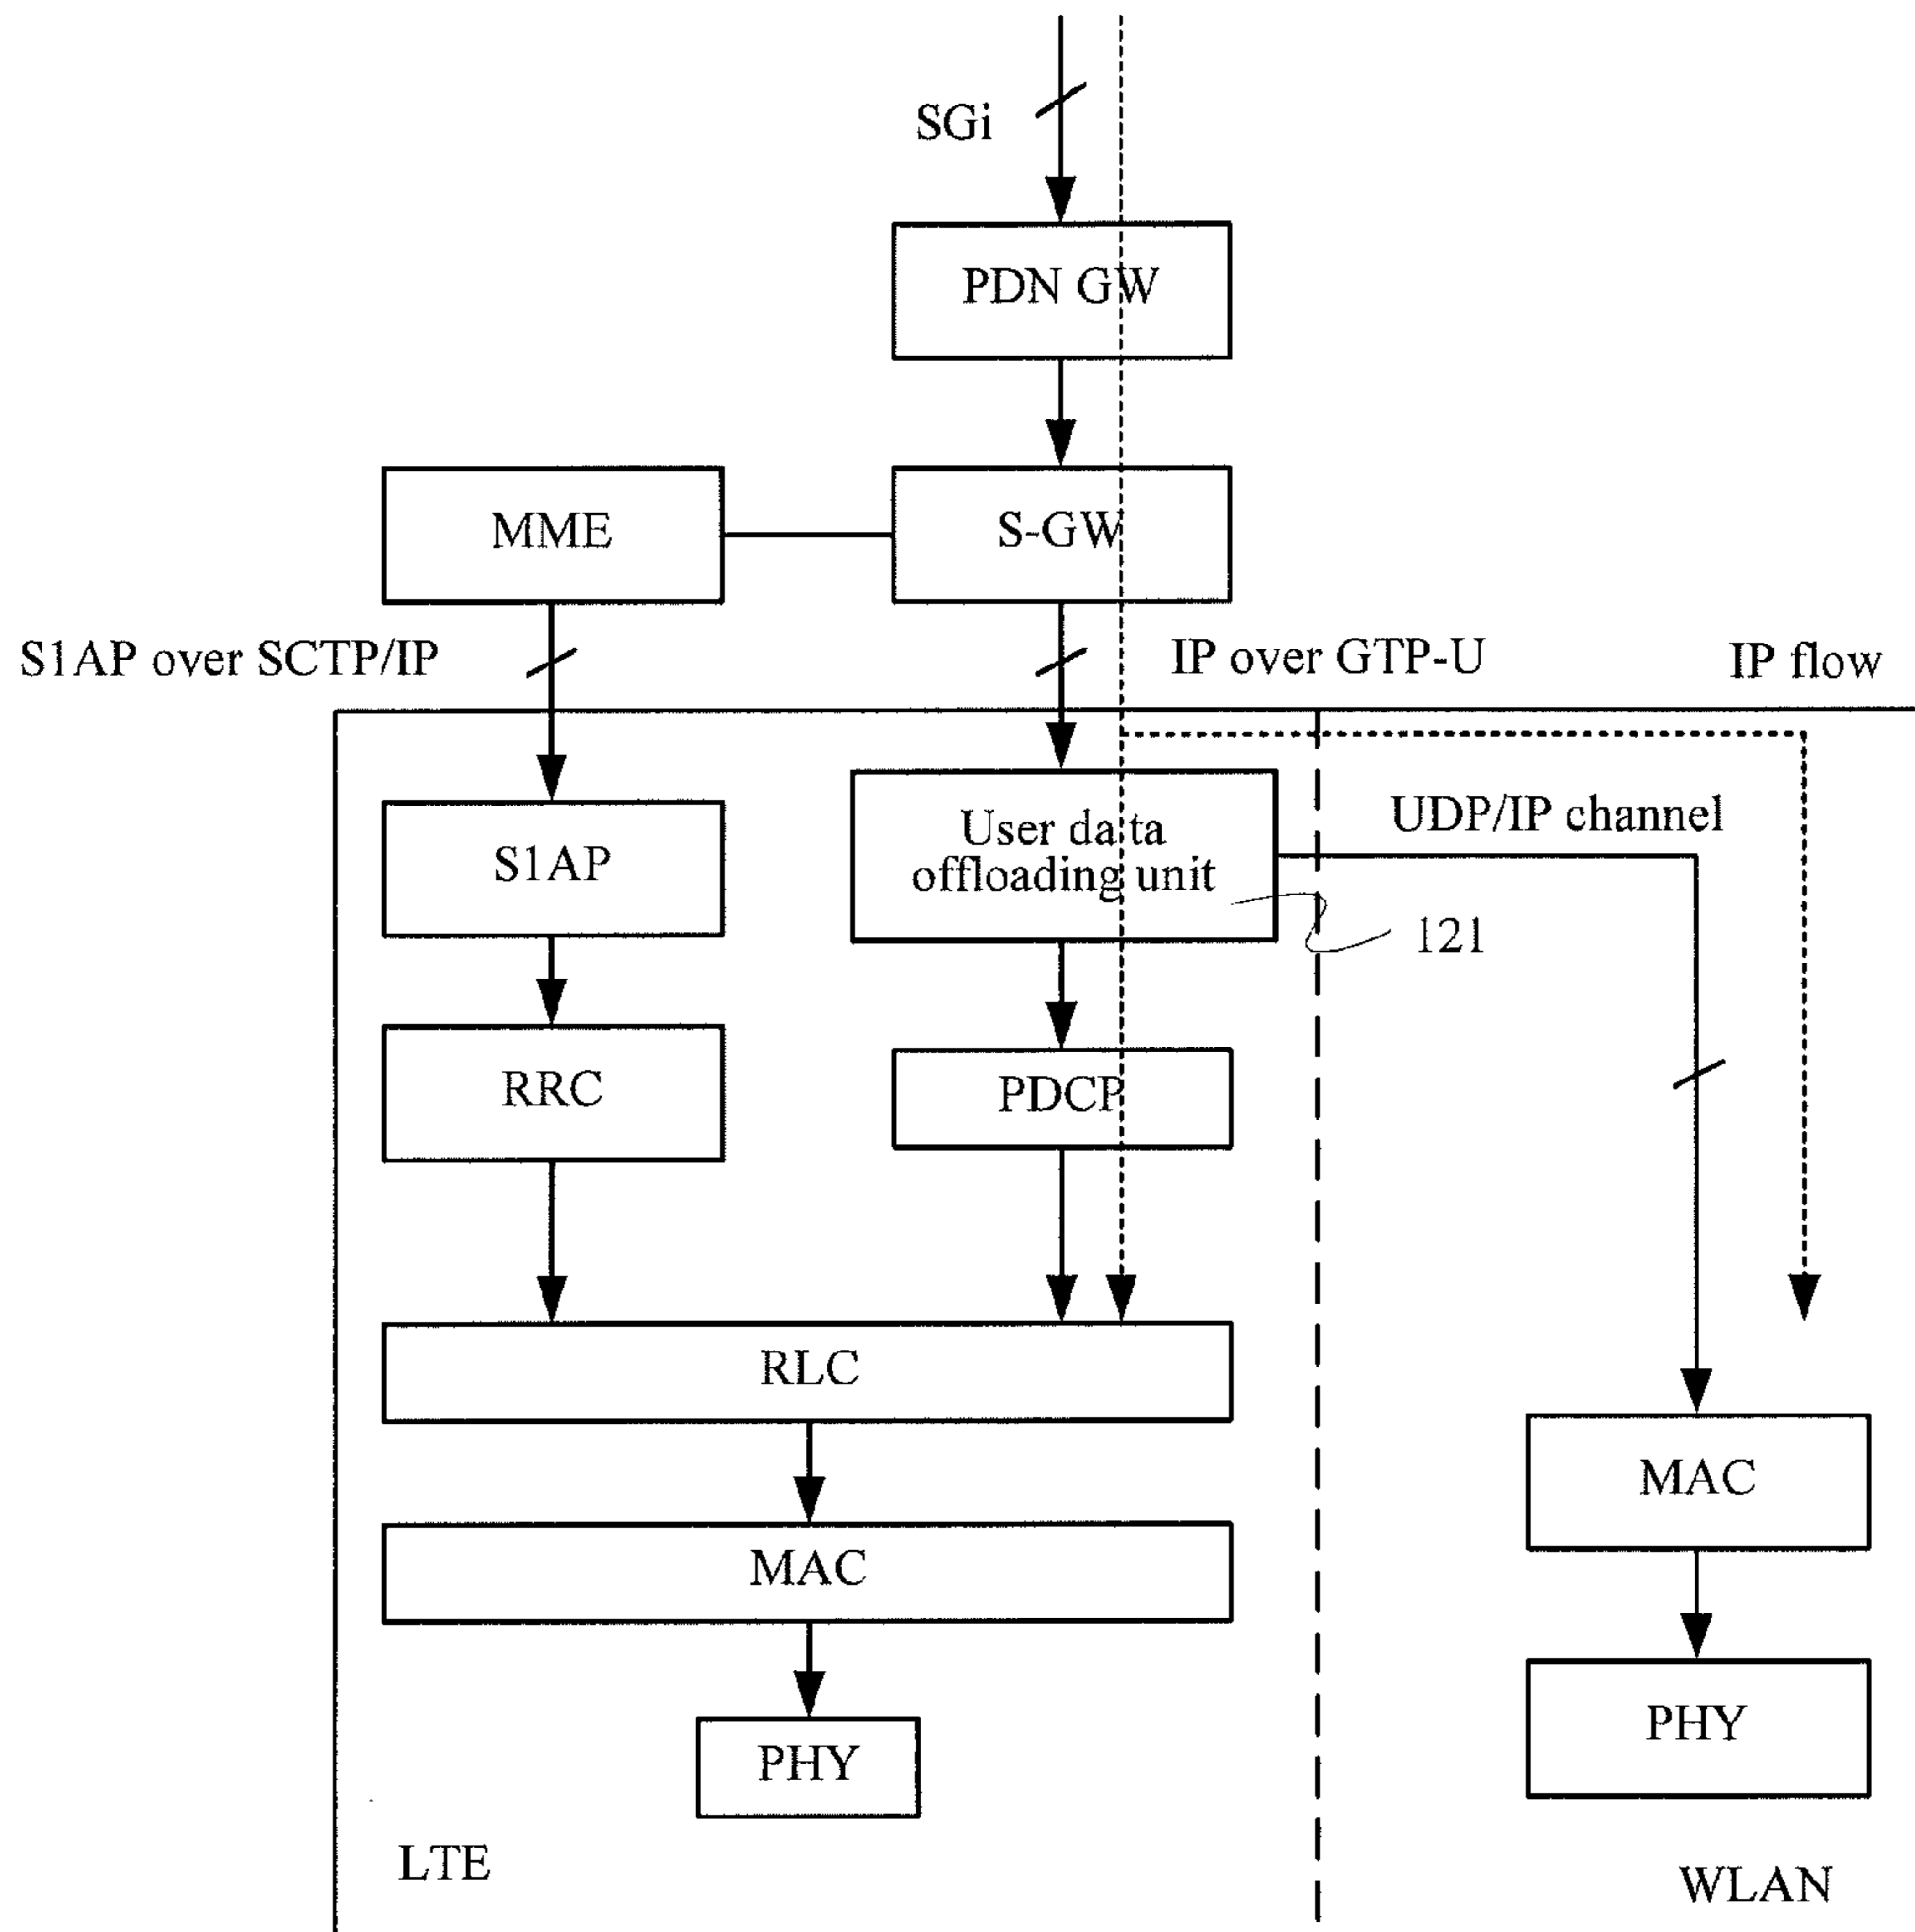 SGi
PDN GW
MME
S-GW
S1AP over SCTP/IP
IP over GTP-U
IP flow
UDP/IP channel
User data
offloading unit
S1AP
121
RRC
PDCP
RLC
MAC
MAC
PHY
PHY
LTE
WLAN